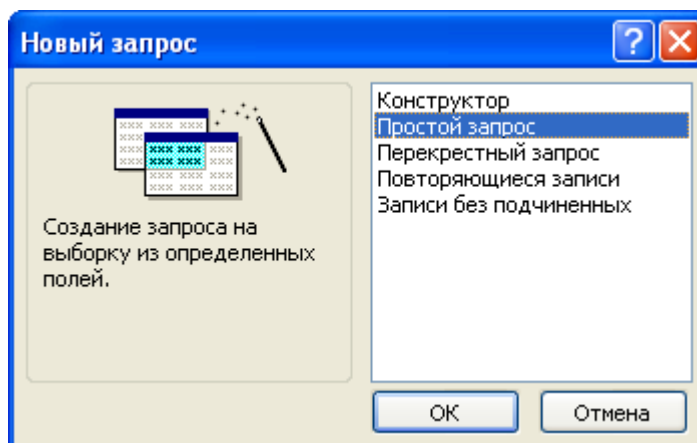 Новый запрос
Создание запроса на
выборку из определенных
полей.
Конструктор
Простой запрос
Перекрестный запрос
Повторяющиеся записи
Записи без подчиненных
ОК
Отмена